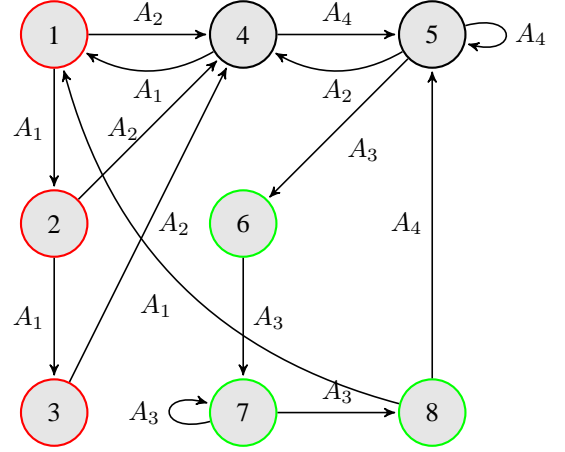 1 A₂ 4 A₄ 5 A₄
A₁ A₂
A₁ A₂
A₃
2 A₂ 6 A₄
A₁
A₁ A₃
A₃
3 A₃ 7 8